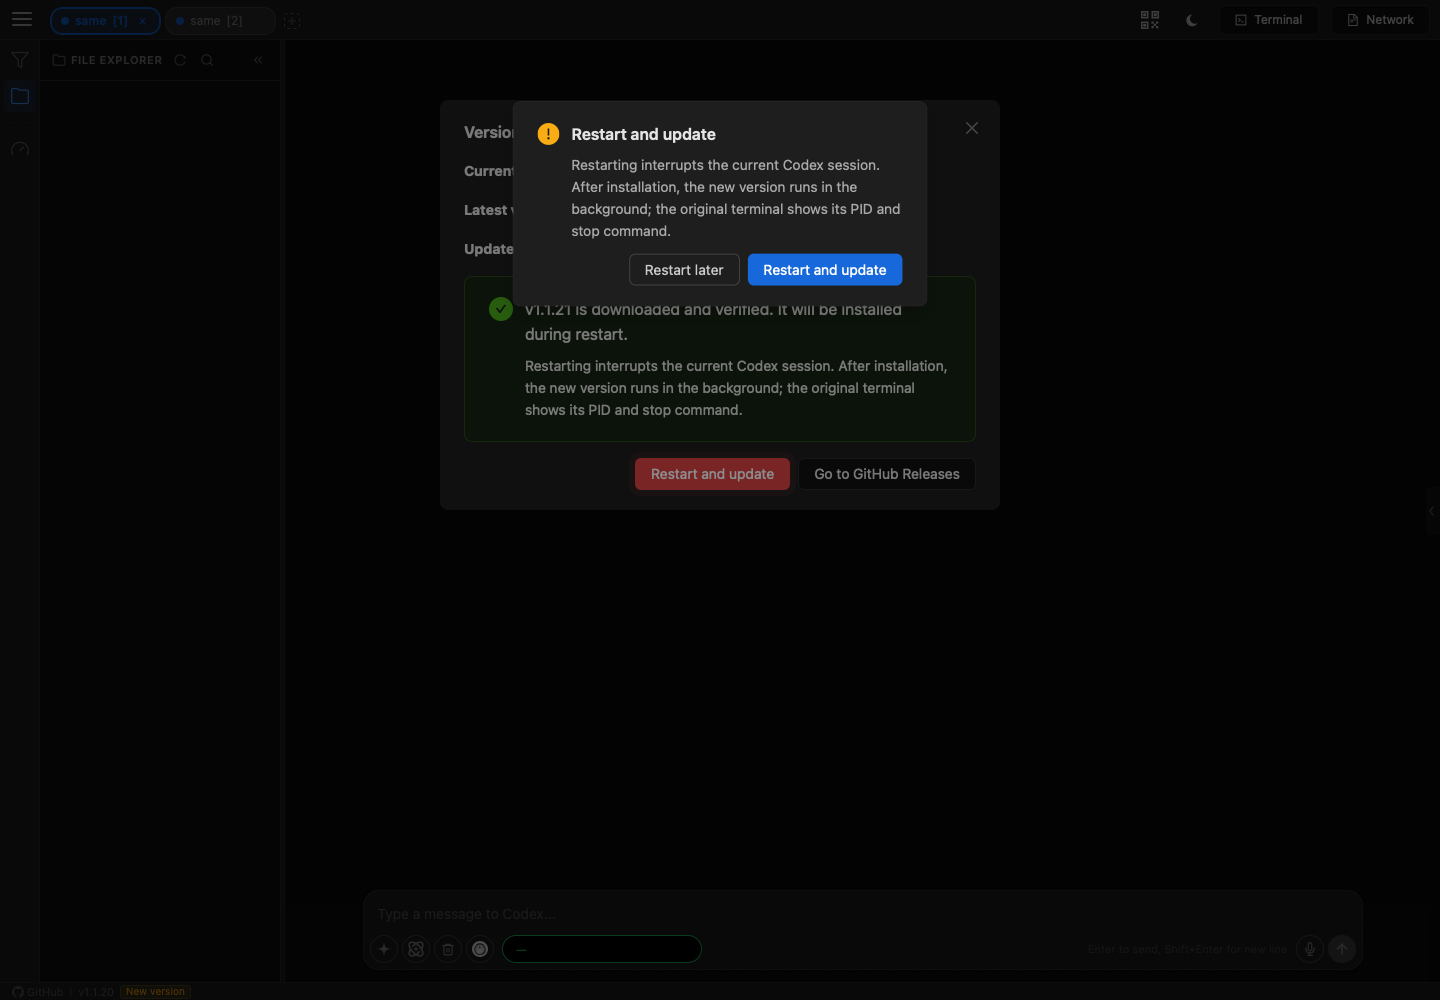 same [1] ×
same [2]
Terminal
Network
FILE EXPLORER
Version
Current
Latest v
Update
Restart and update
Restarting interrupts the current Codex session.
After installation, the new version runs in the
background; the original terminal shows its PID and
stop command.
Restart later
Restart and update
v1.1.21 is downloaded and verified. It will be installed
during restart.
Restarting interrupts the current Codex session. After installation,
the new version runs in the background; the original terminal
shows its PID and stop command.
Restart and update
Go to GitHub Releases
Type a message to Codex...
—
Enter to send, Shift+Enter for new line
GitHub | v1.1.20 New version